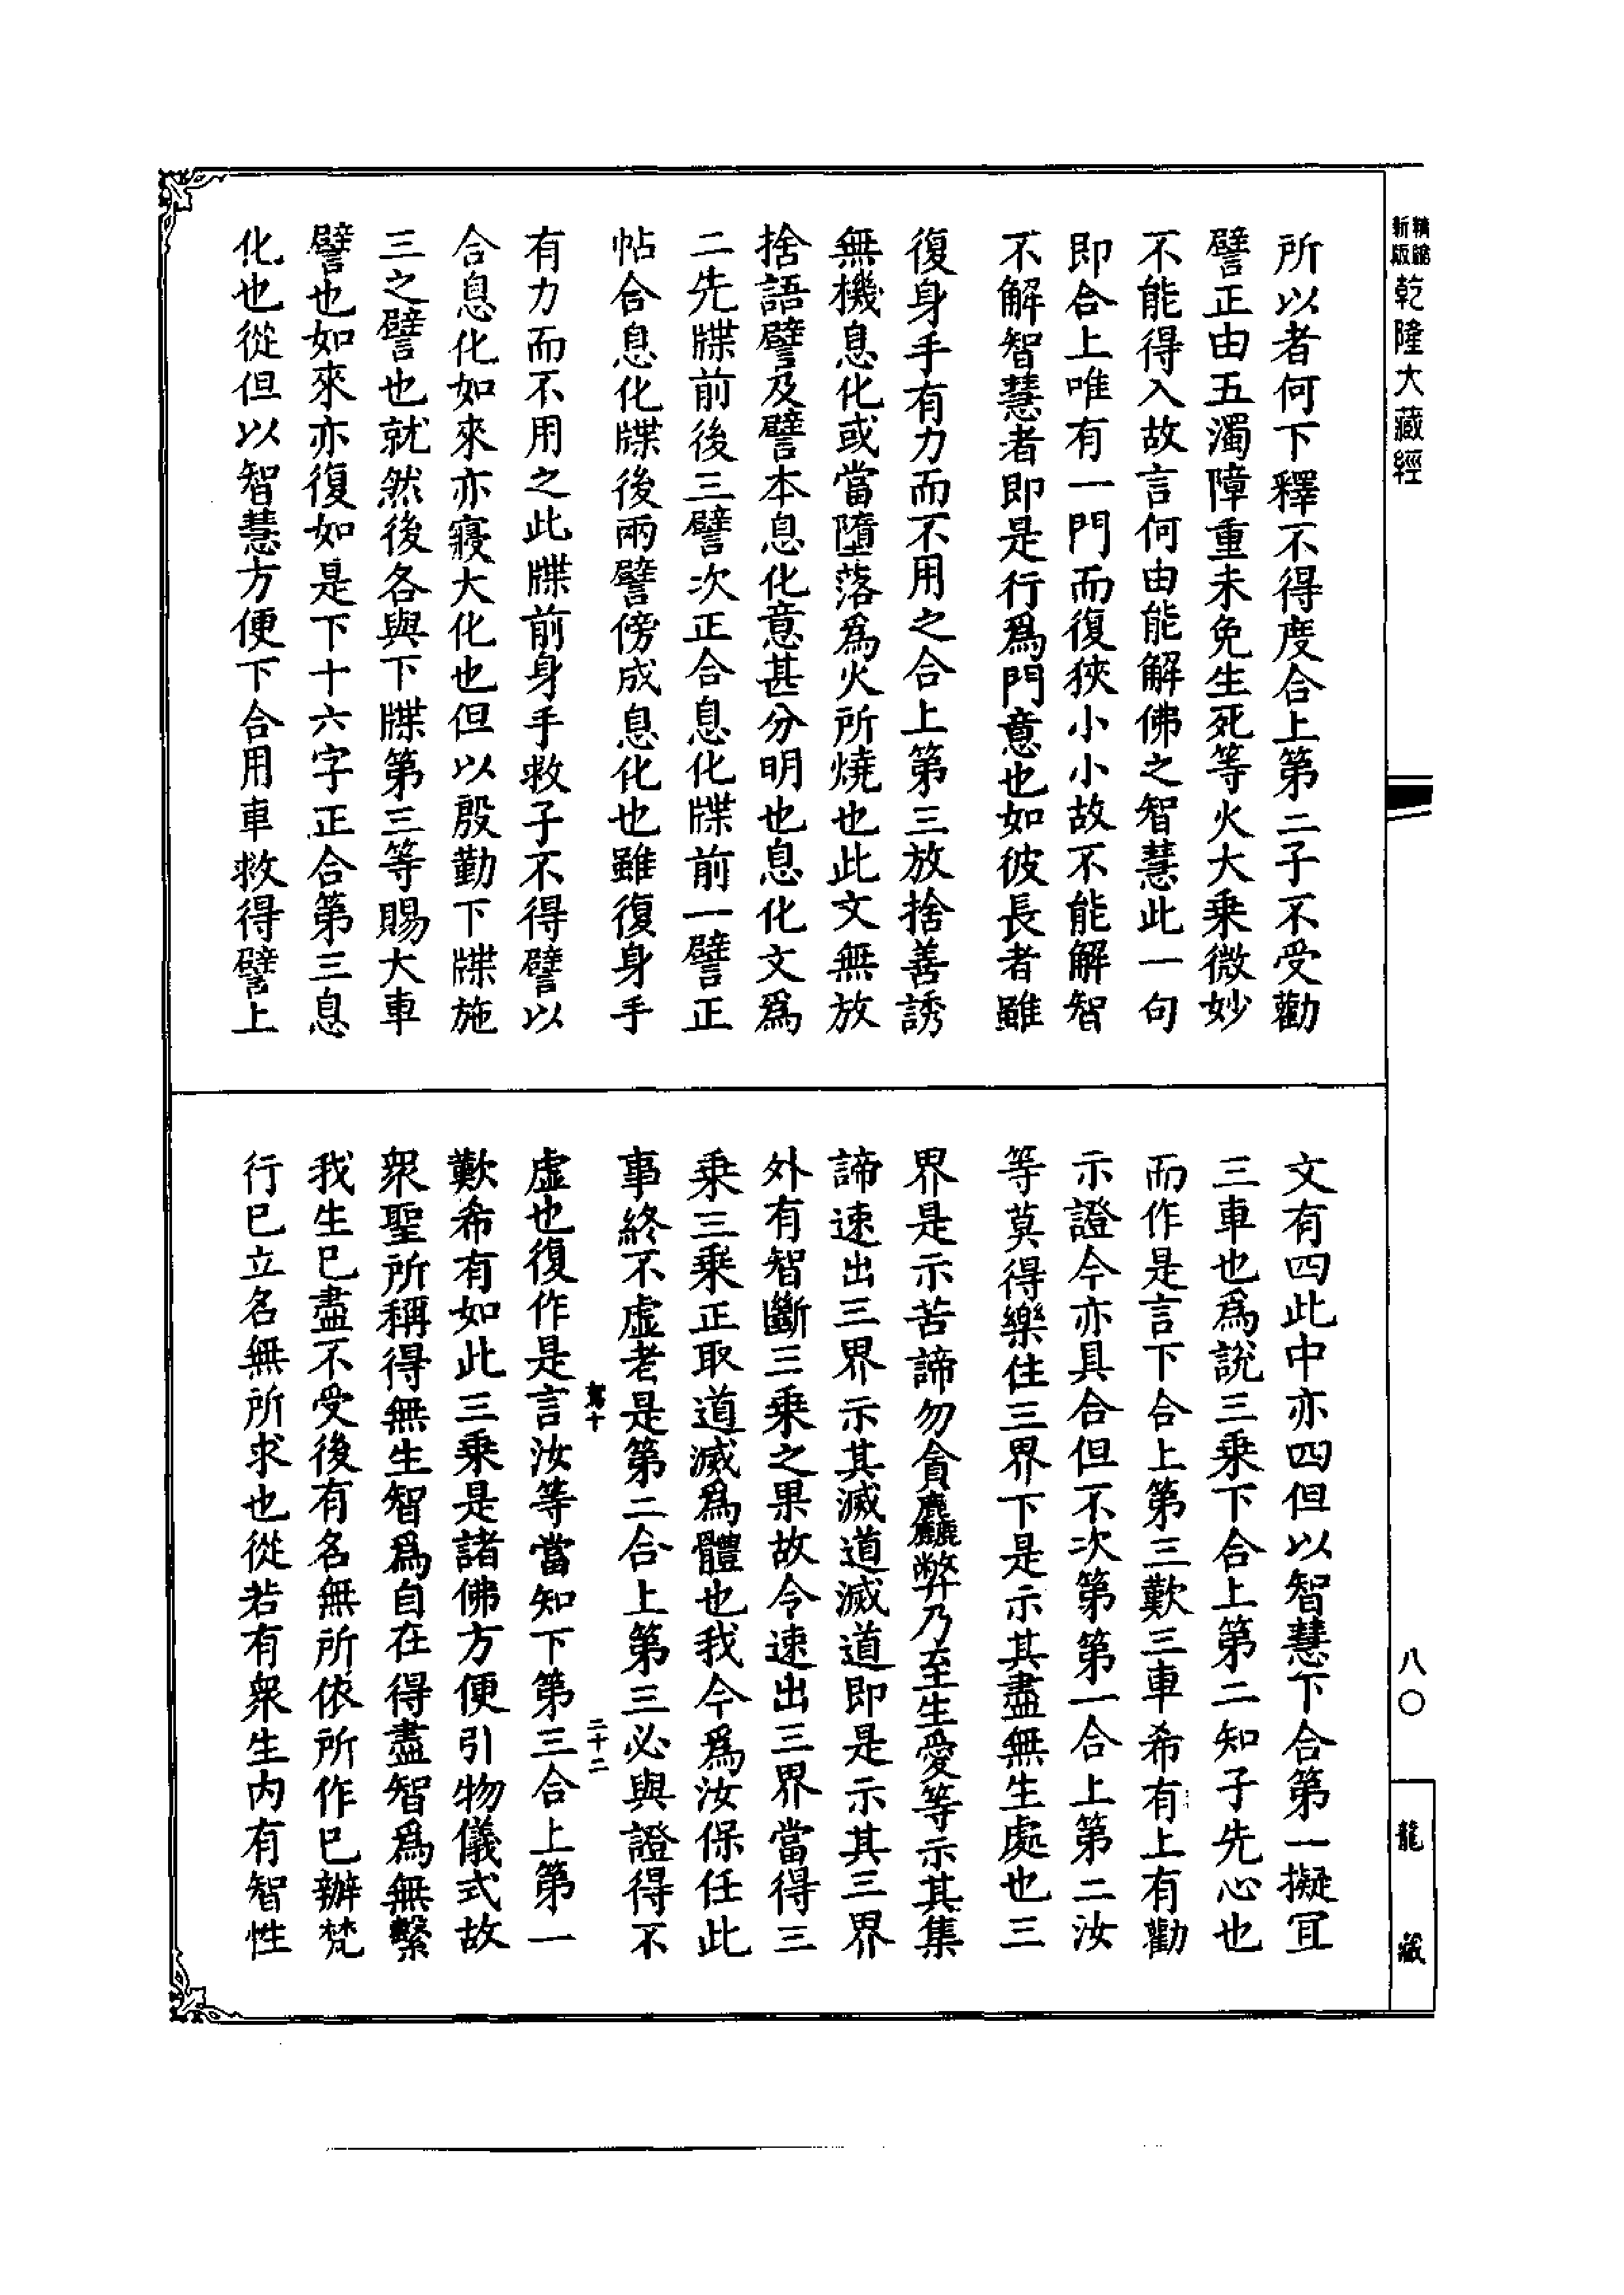 新版
精縮
乾隆大藏經
八〇
龍藏
所以者何下釋不得度合上第二子不受勸
譬正由五濁障重未免生死等火大乗微妙
不能得入故言何由能解佛之智慧此一句
即合上唯有一門而復狹小小故不能解智
不解智慧者即是行爲門意也如彼長者雖
復身手有力而不用之合上第三放捨善誘
無機息化或當墮落爲火所燒也此文無放
捨語譬及譬本息化意甚分明也息化文爲
二先牒前後三譬次正合息化牒前一譬正
帖合息化牒後兩譬傍成息化也雖復身手
有力而不用之此牒前身手救子不得譬以
合息化如來亦寢大化也但以殷勤下牒施
三之譬也就然後各與下牒第三等賜大車
譬也如來亦復如是下十六字正合第三息
化也從但以智慧方便下合用車救得譬上
文有四此中亦四但以智慧下合第一擬宜
三車也爲說三乗下合上第二知子先心也
而作是言下合上第三歎三車希有上有勸
示證今亦具合但不次第第一合上第二汝
等莫得樂住三界下是示其盡無生處也三
界是示苦諦勿貪麤弊乃至生愛等示其集
諦速出三界示其滅道滅道即是示其三界
外有智斷三乗之果故令速出三界當得三
乗三乗正取道滅爲體也我今爲汝保任此
事終不虛者是第二合上第三必與證得不
虛也復作是言汝等當知下第三合上第一
歎希有如此三乗是諸佛方便引物儀式故
衆聖所稱得無生智爲自在得盡智爲無繫
我生已盡不受後有名無所依所作已辦梵
行已立名無所求也從若有衆生內有智性
二十二